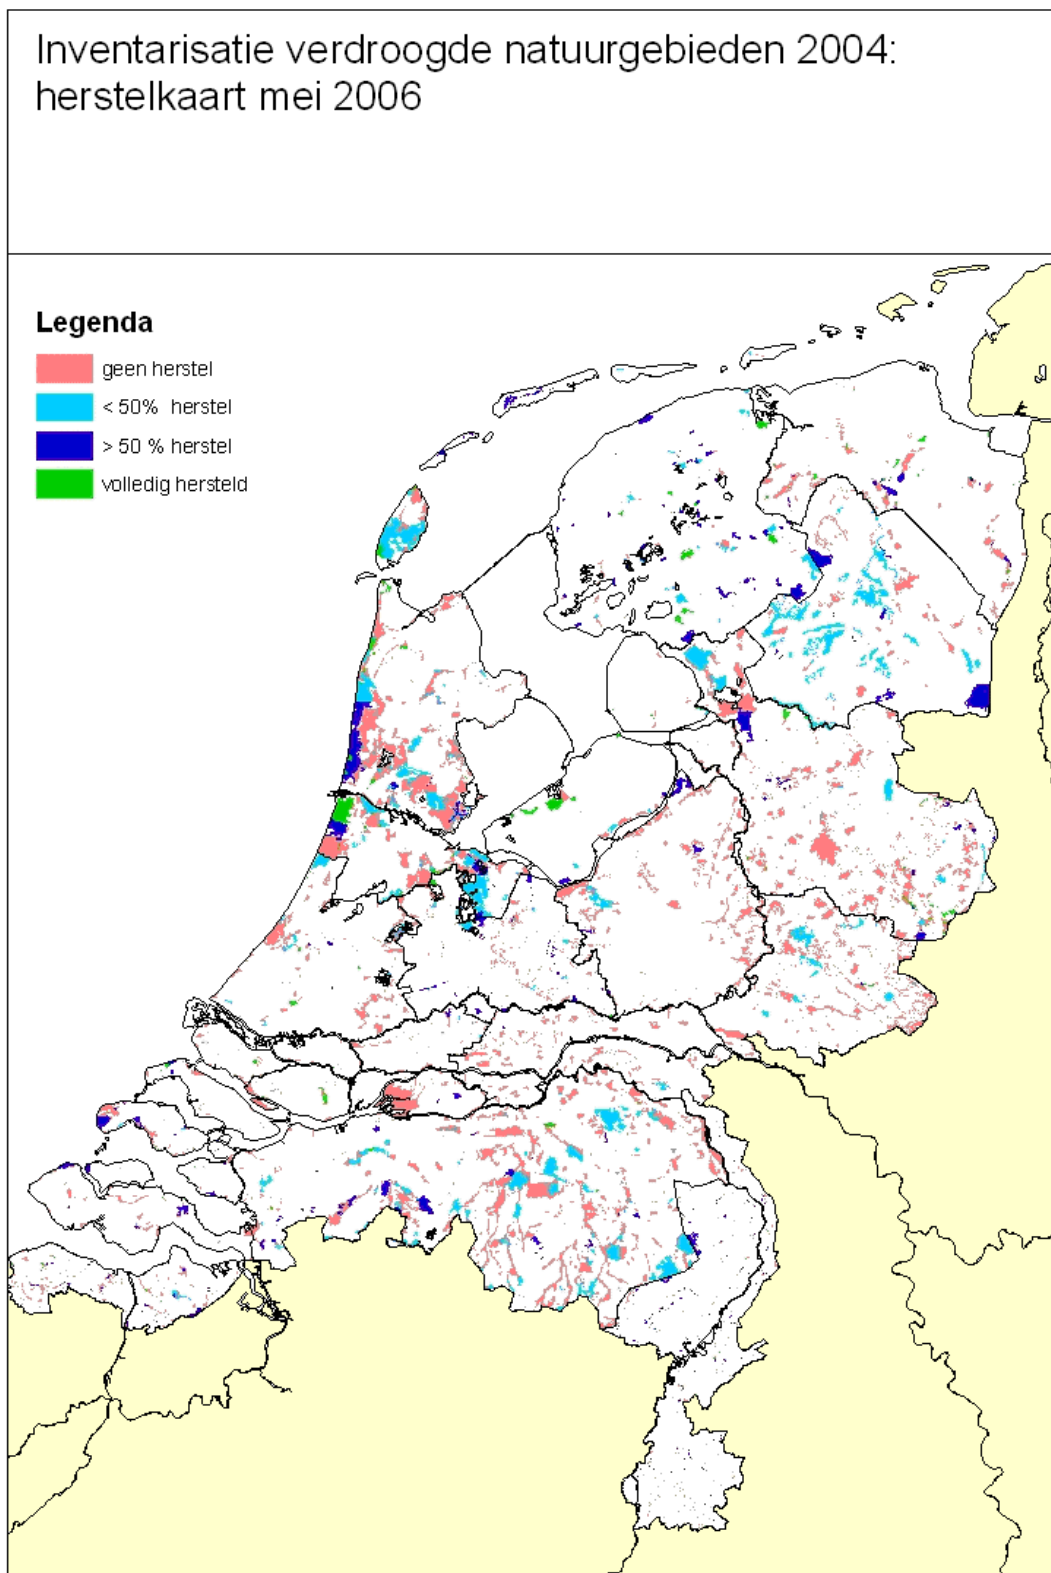 Inventarisatie verdroogde natuurgebieden 2004:
herstelkaart mei 2006
Legenda
geen herstel
< 50% herstel
> 50 % herstel
volledig hersteld